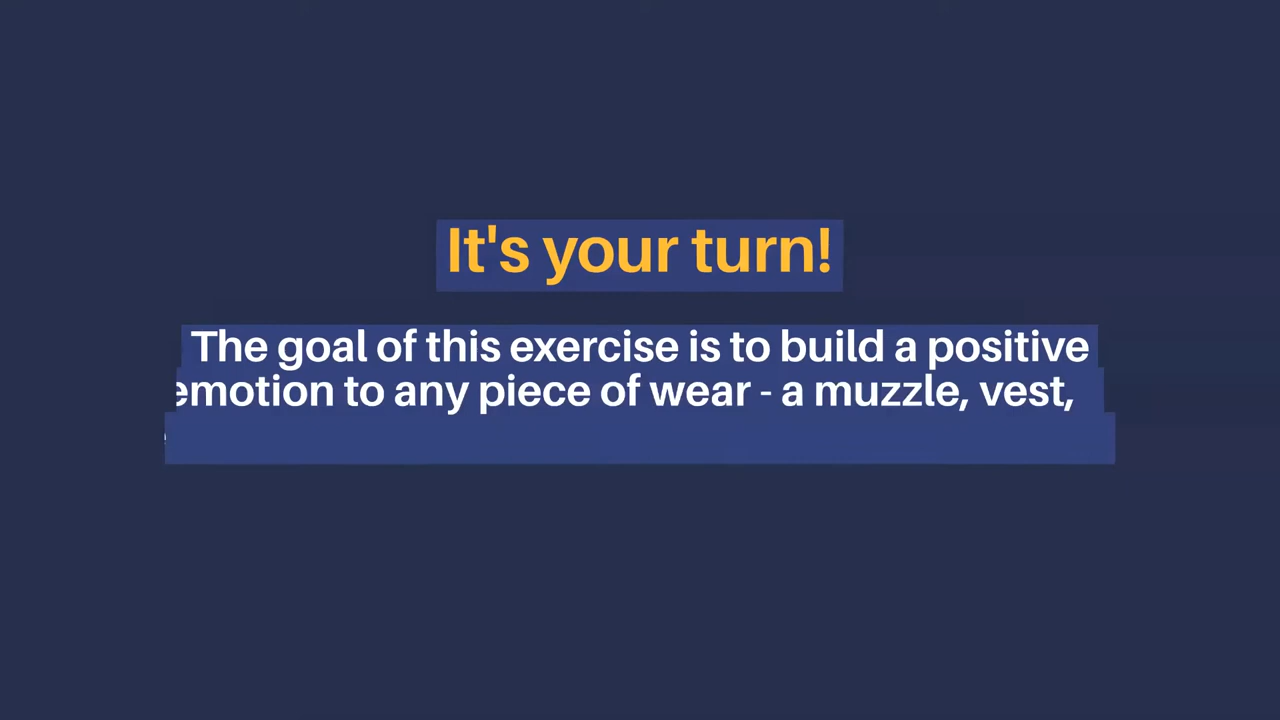 It's your turn!
The goal of this exercise is to build a positive
emotion to any piece of wear - a muzzle, vest,